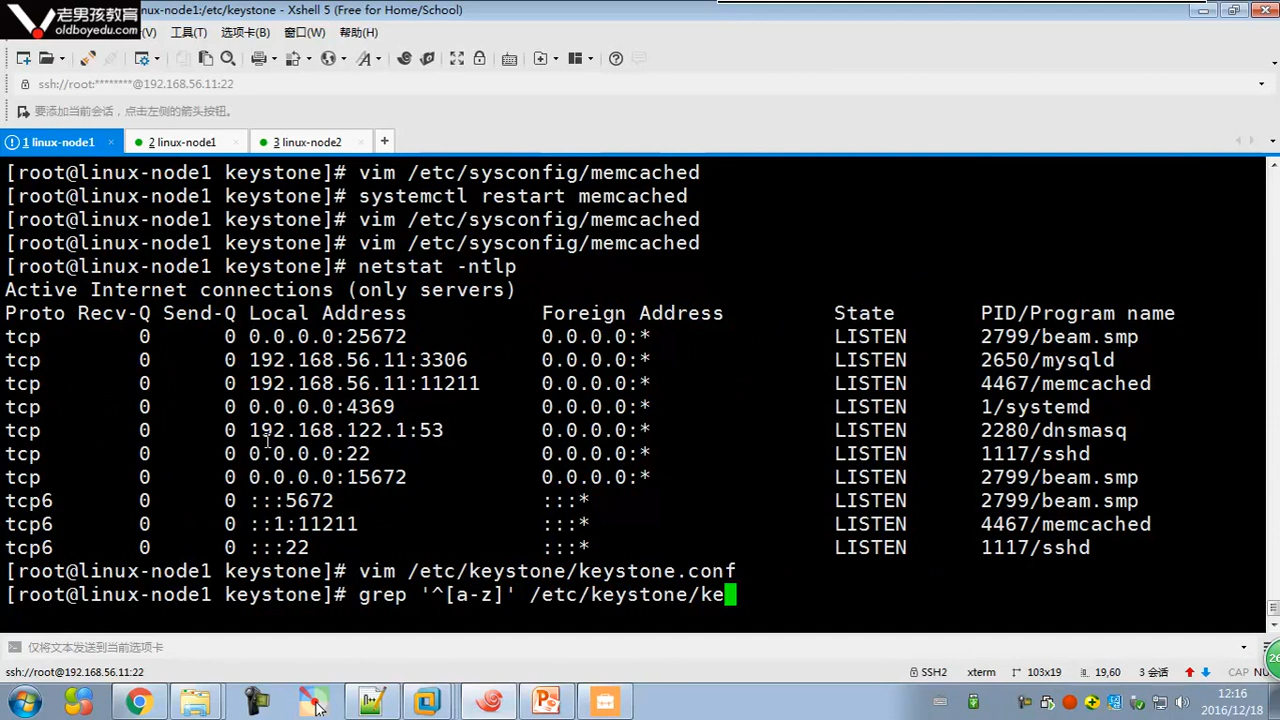 老男孩教育
oldboyedu.com
nux-node1:/etc/keystone - Xshell 5 (Free for Home/School)
(V) 工具(T) 选项卡(B) 窗口(W) 帮助(H)
ssh://root:********@192.168.56.11:22
要添加当前会话，点击左侧的箭头按钮。
1 linux-node1 × 2 linux-node1 × 3 linux-node2 × +
[root@linux-node1 keystone]# vim /etc/sysconfig/memcached
[root@linux-node1 keystone]# systemctl restart memcached
[root@linux-node1 keystone]# vim /etc/sysconfig/memcached
[root@linux-node1 keystone]# vim /etc/sysconfig/memcached
[root@linux-node1 keystone]# netstat -ntlp
Active Internet connections (only servers)
Proto Recv-Q Send-Q Local Address Foreign Address State PID/Program name
tcp 0 0 0.0.0.0:25672 0.0.0.0:* LISTEN 2799/beam.smp
tcp 0 0 192.168.56.11:3306 0.0.0.0:* LISTEN 2650/mysqld
tcp 0 0 192.168.56.11:11211 0.0.0.0:* LISTEN 4467/memcached
tcp 0 0 0.0.0.0:4369 0.0.0.0:* LISTEN 1/systemd
tcp 0 0 192.168.122.1:53 0.0.0.0:* LISTEN 2280/dnsmasq
tcp 0 0 0.0.0.0:22 0.0.0.0:* LISTEN 1117/sshd
tcp 0 0 0.0.0.0:15672 0.0.0.0:* LISTEN 2799/beam.smp
tcp6 0 0 :::5672 :::* LISTEN 2799/beam.smp
tcp6 0 0 ::1:11211 :::* LISTEN 4467/memcached
tcp6 0 0 :::22 :::* LISTEN 1117/sshd
[root@linux-node1 keystone]# vim /etc/keystone/keystone.conf
[root@linux-node1 keystone]# grep '^[a-z]' /etc/keystone/ke
仅将文本发送到当前选项卡
ssh://root@192.168.56.11:22 SSH2 xterm 103x19 19,60 3 会话 CAP NU
26
12:16
2016/12/18